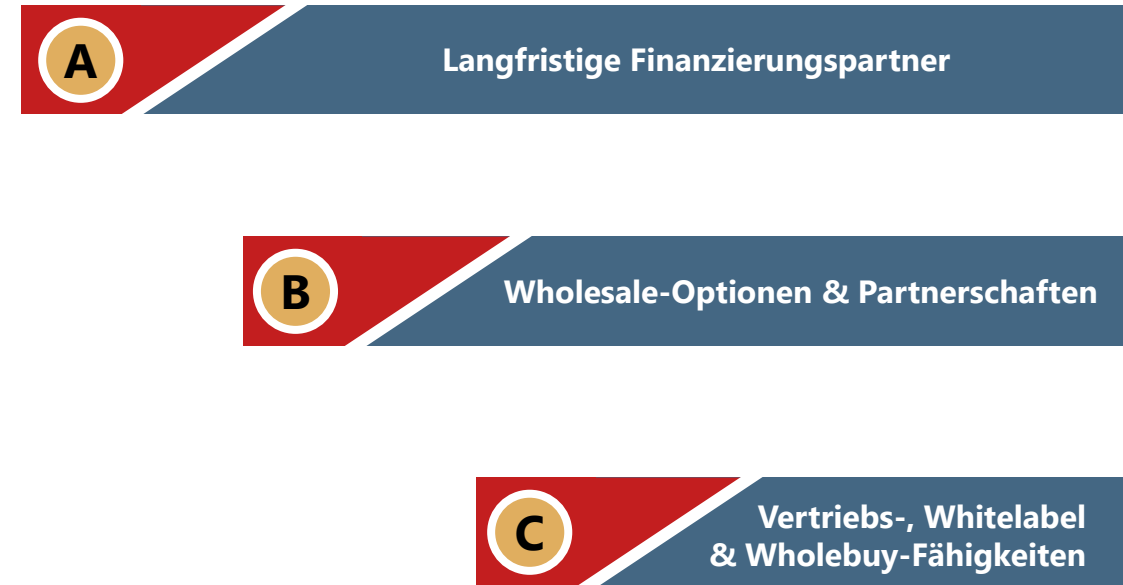 A
Langfristige Finanzierungspartner
B
Wholesale-Optionen & Partnerschaften
C
Vertriebs-, Whitelabel
& Wholebuy-Fähigkeiten